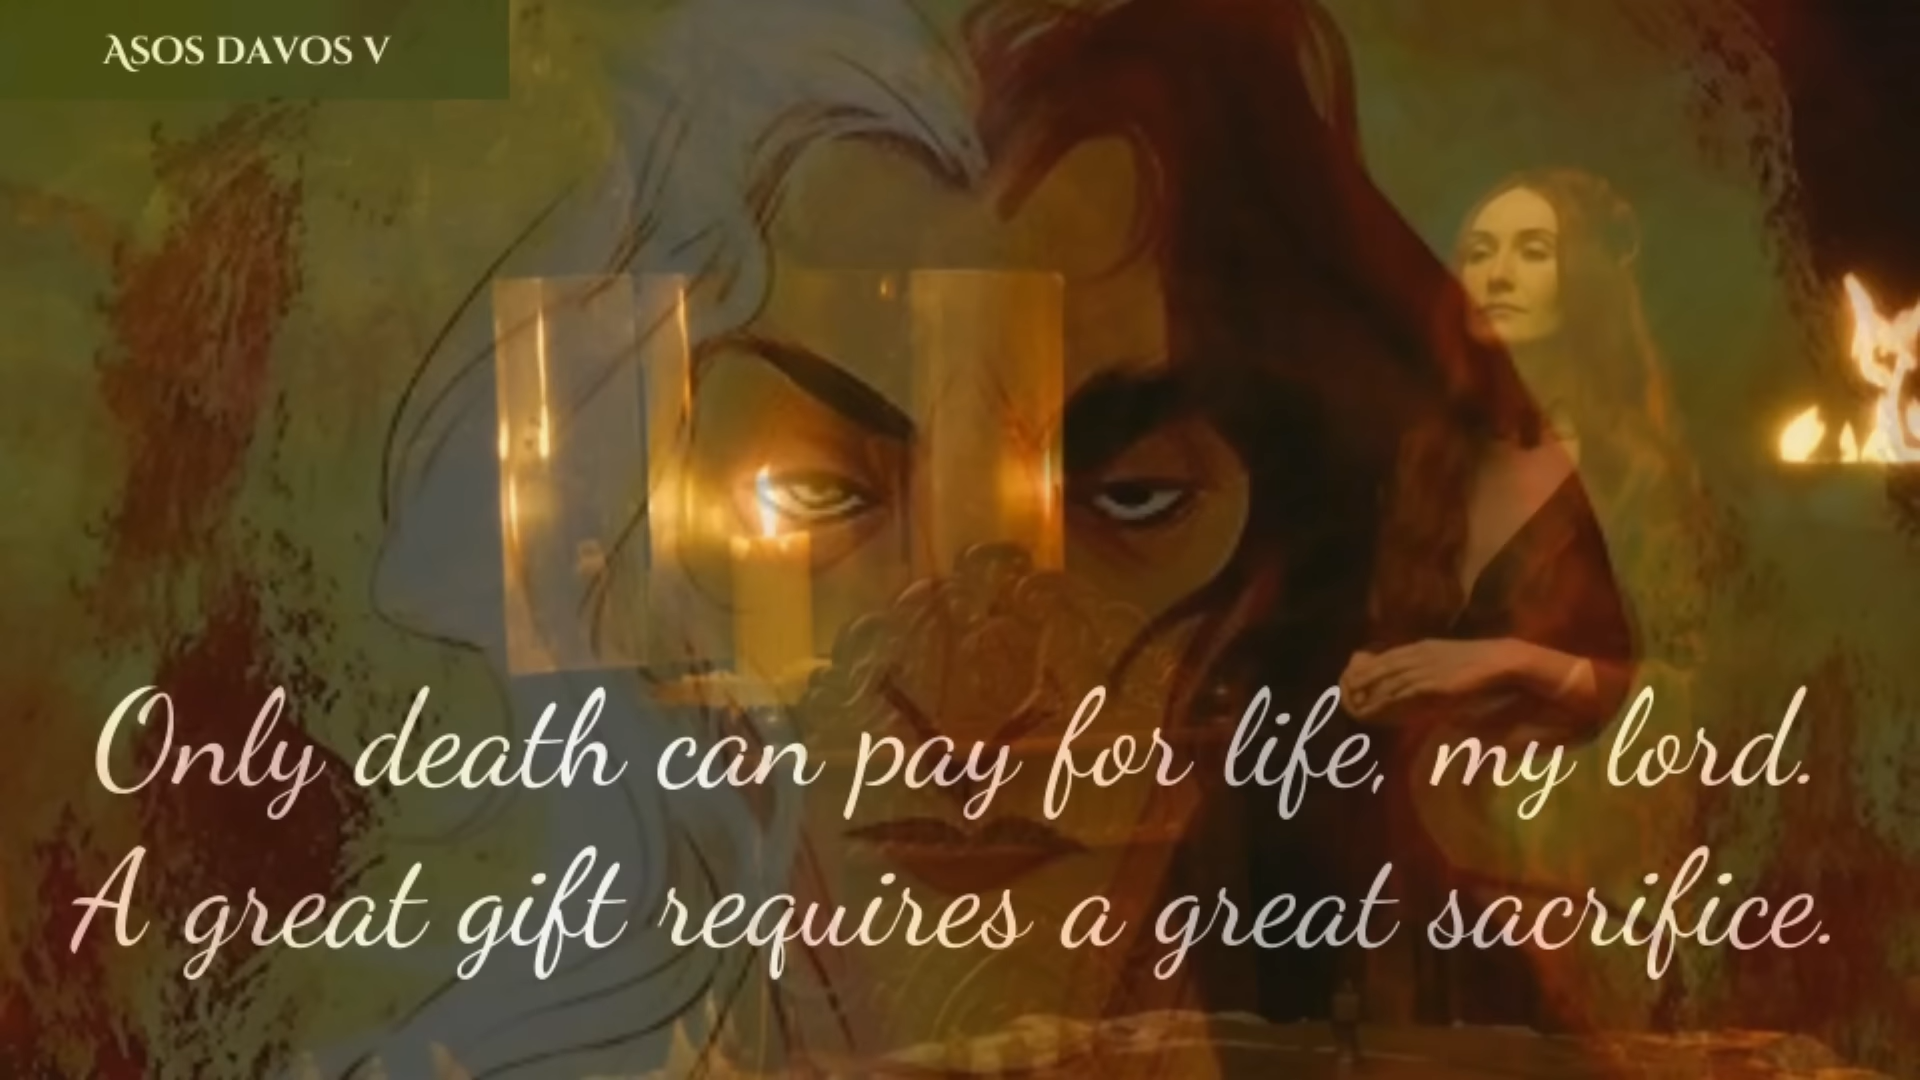 ASOS DAVOS V
Only death can pay for life, my lord.
A great gift requires a great sacrifice.